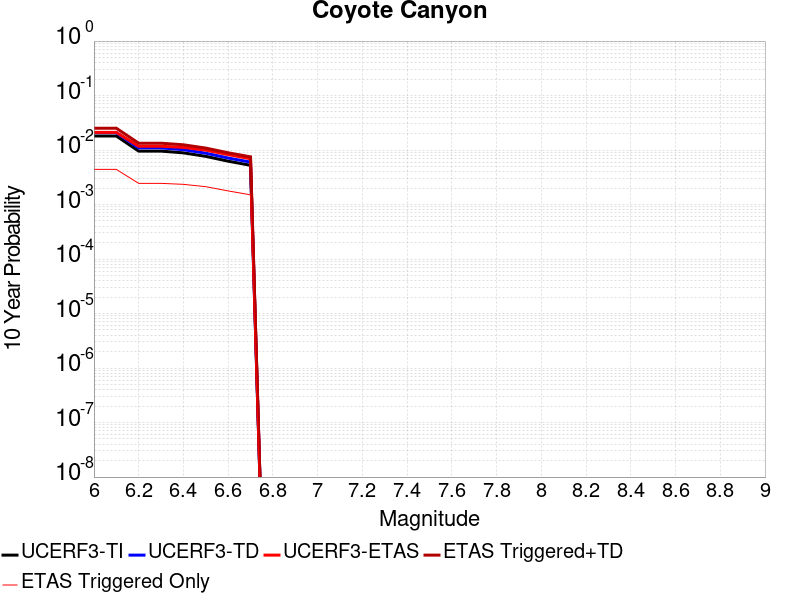 Coyote Canyon
10 Year Probability
10^0
10^-1
10^-2
10^-3
10^-4
10^-5
10^-6
10^-7
10^-8
6 6.2 6.4 6.6 6.8 7 7.2 7.4 7.6 7.8 8 8.2 8.4 8.6 8.8 9
Magnitude
UCERF3-TI UCERF3-TD UCERF3-ETAS ETAS Triggered+TD
ETAS Triggered Only